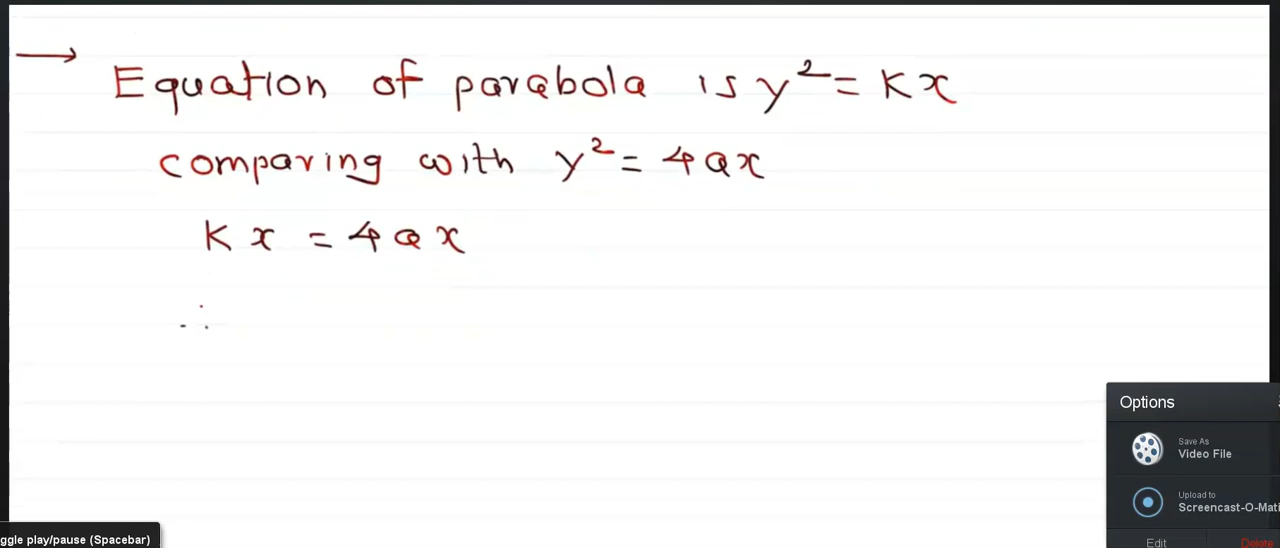 → Equation of parabola is y² = Kx
comparing with y² = 4ax
Kx = 4ax
∴
Options
Save As
Video File
Upload to
Screencast-O-Mati
Edit Delete
ggle play/pause (Spacebar)